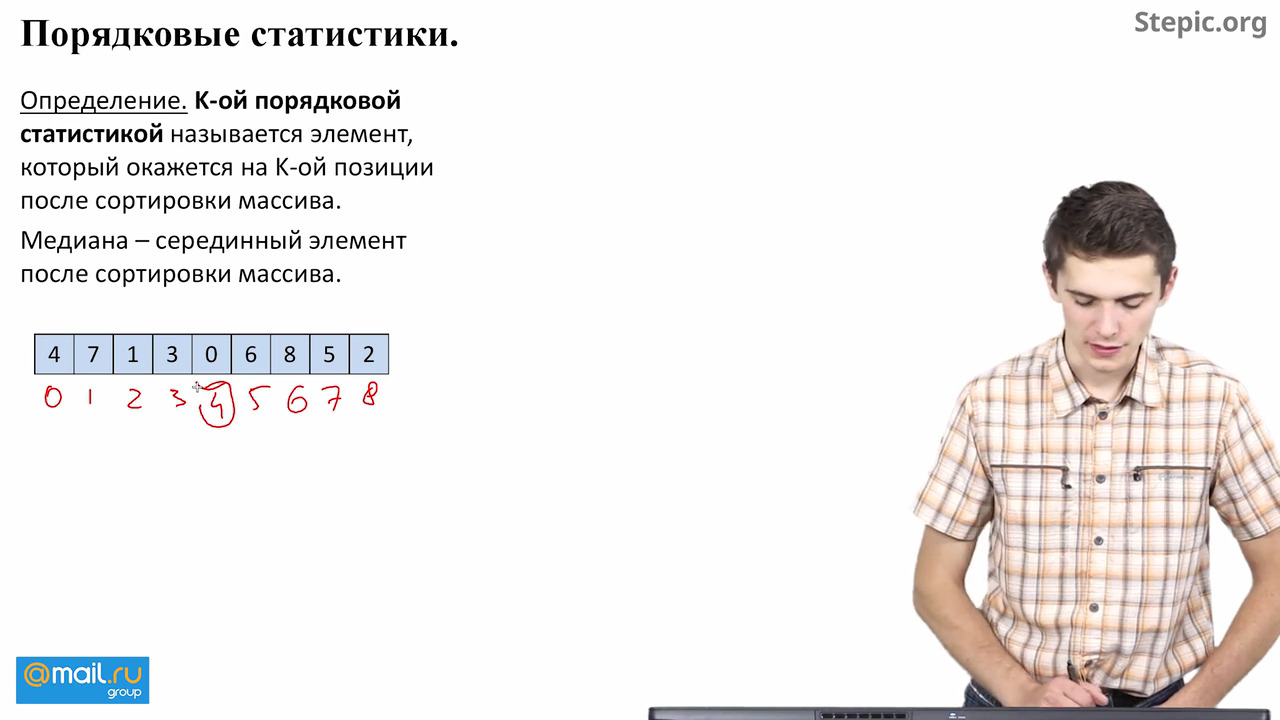 Порядковые статистики.
Stepic.org
Определение. K-ой порядковой
статистикой называется элемент,
который окажется на K-ой позиции
после сортировки массива.
Медиана – серединный элемент
после сортировки массива.
4 7 1 3 0 6 8 5 2
0 1 2 3 4 5 6 7 8
@mail.ru
group